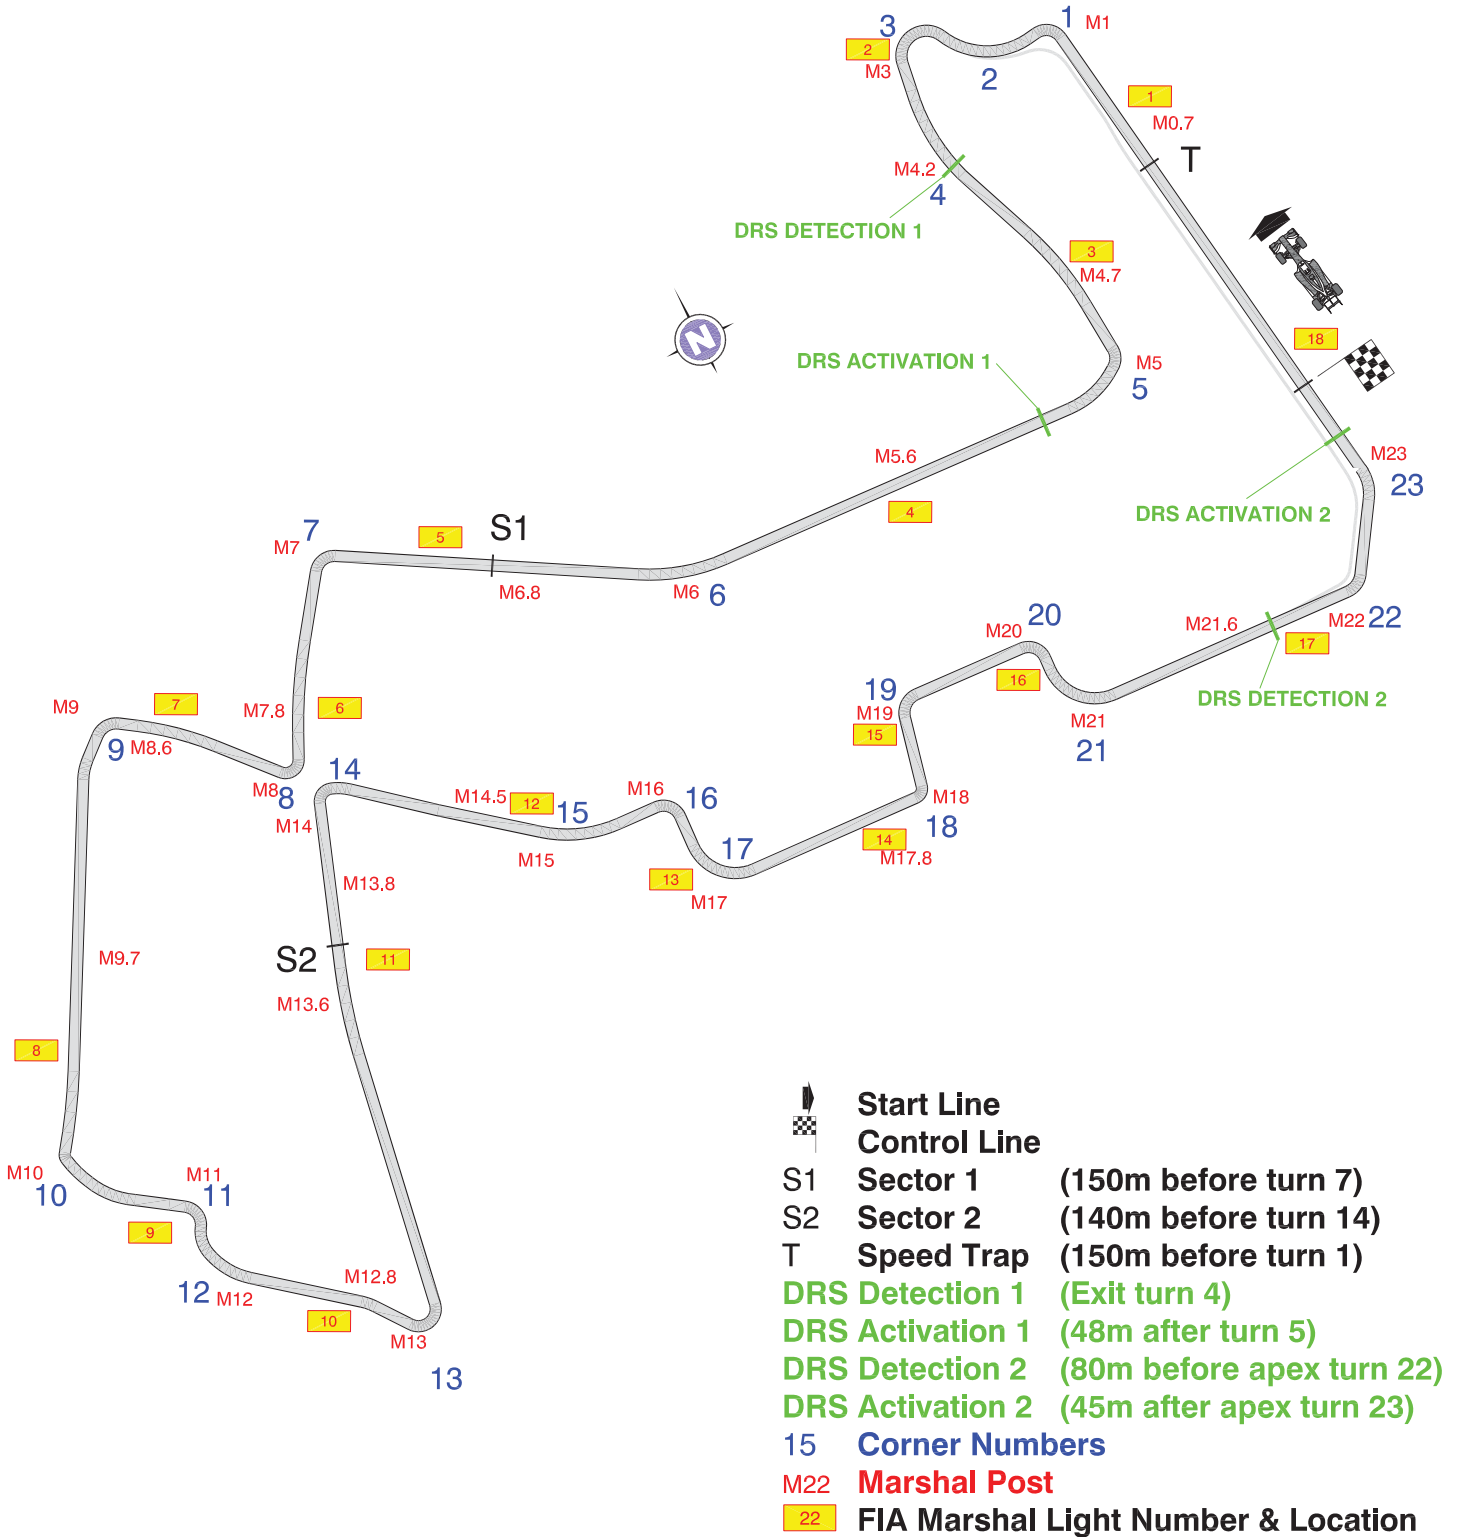 1 M1
3
2
M3
2
1
M0.7
T
M4.2
4
DRS DETECTION 1
3
M4.7
N
18
DRS ACTIVATION 1
M5
5
M5.6
M23
23
4
DRS ACTIVATION 2
7
M7
5
S1
M6.8
M6 6
20
M20
M21.6
M22 22
17
16
19
M19
15
DRS DETECTION 2
M21
21
M9
7
9 M8.6
M7.8
6
M8
8
14
M14
M14.5
12
15
M15
M16
16
17
13
M17
M18
18
14
M17.8
M13.8
S2
11
M13.6
M9.7
8
M10
10
M11
11
9
12 M12
M12.8
10
M13
13
Start Line
Control Line
S1 Sector 1 (150m before turn 7)
S2 Sector 2 (140m before turn 14)
T Speed Trap (150m before turn 1)
DRS Detection 1 (Exit turn 4)
DRS Activation 1 (48m after turn 5)
DRS Detection 2 (80m before apex turn 22)
DRS Activation 2 (45m after apex turn 23)
15 Corner Numbers
M22 Marshal Post
22 FIA Marshal Light Number & Location